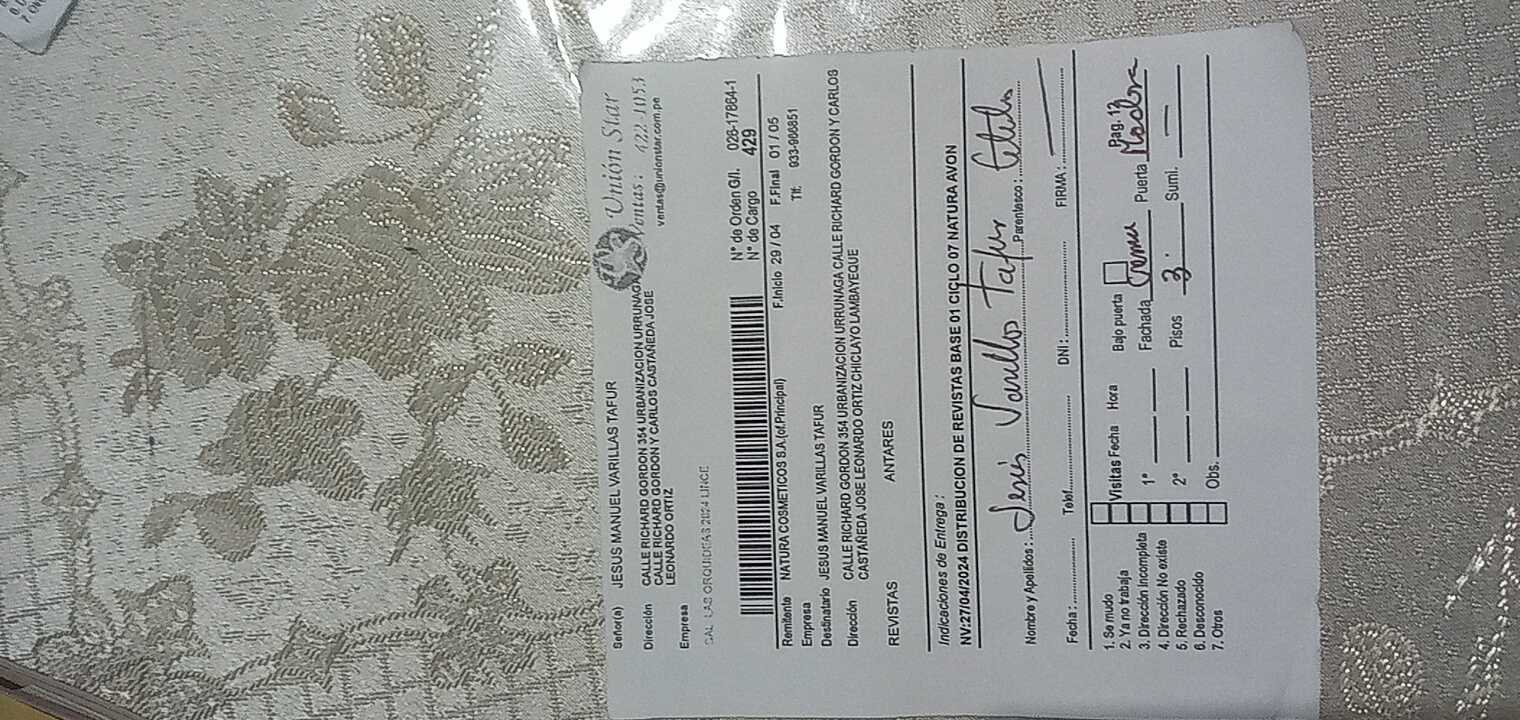 Unión Star
Ventas: 422-1053
ventas@unionstar.com.pe
Señor(a) JESUS MANUEL VARILLAS TAFUR
Dirección CALLE RICHARD GORDON 354 URBANIZACION URRUNAGA
CALLE RICHARD GORDON Y CARLOS CASTAÑEDA JOSE
LEONARDO ORTIZ
Empresa
CAL. LAS ORQUIDEAS 2024 LINCE
N° de Orden G/I. 026-17864-1
N° de Cargo 429
Remitente NATURA COSMETICOS S.A.(of.Principal) F.Inicio 29 / 04 F.Final 01 / 05
Empresa Tlf: 933-966851
Destinatario JESUS MANUEL VARILLAS TAFUR
Dirección CALLE RICHARD GORDON 354 URBANIZACION URRUNAGA CALLE RICHARD GORDON Y CARLOS
CASTAÑEDA JOSE LEONARDO ORTIZ CHICLAYO LAMBAYEQUE
REVISTAS ANTARES
Indicaciones de Entrega :
NV:27/04/2024 DISTRIBUCION DE REVISTAS BASE 01 CICLO 07 NATURA AVON
Nombre y Apellidos : Jesús Varillas Tafur Parentesco : Titular
Fecha : Telef. DNI : FIRMA :
1. Se mudo
2. Ya no trabaja
3. Dirección Incompleta
4. Dirección No existe
5. Rechazado
6. Desconocido
7. Otros
Visitas Fecha Hora Bajo puerta Pag. 13
1° Fachada Crema Puerta Madera
2° Pisos 3 Sumi. —
Obs.